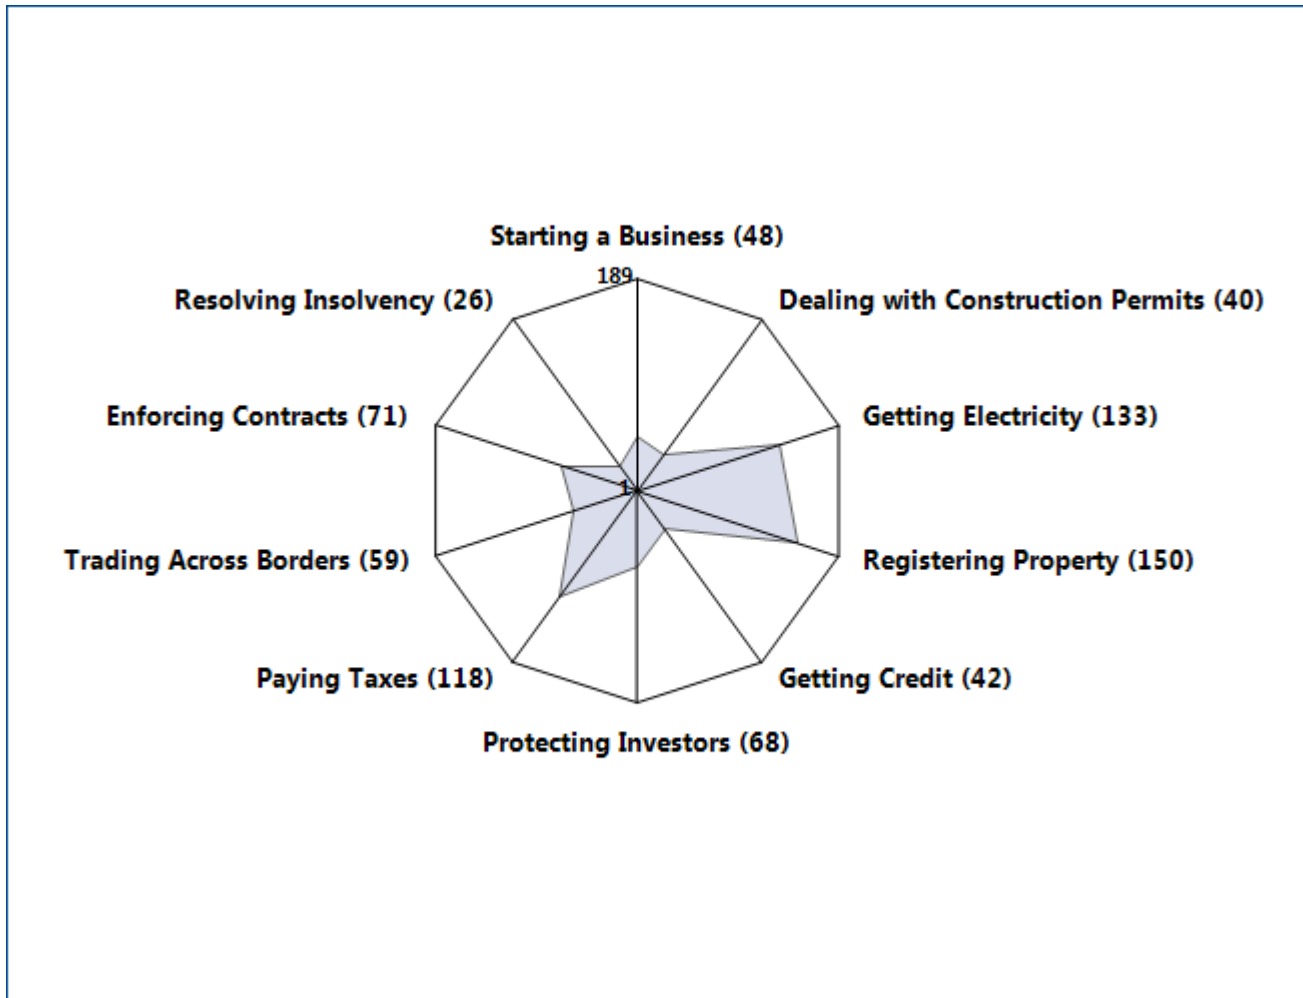 Starting a Business (48)
189
Resolving Insolvency (26)
Dealing with Construction Permits (40)
Enforcing Contracts (71)
Getting Electricity (133)
1
Trading Across Borders (59)
Registering Property (150)
Paying Taxes (118)
Getting Credit (42)
Protecting Investors (68)